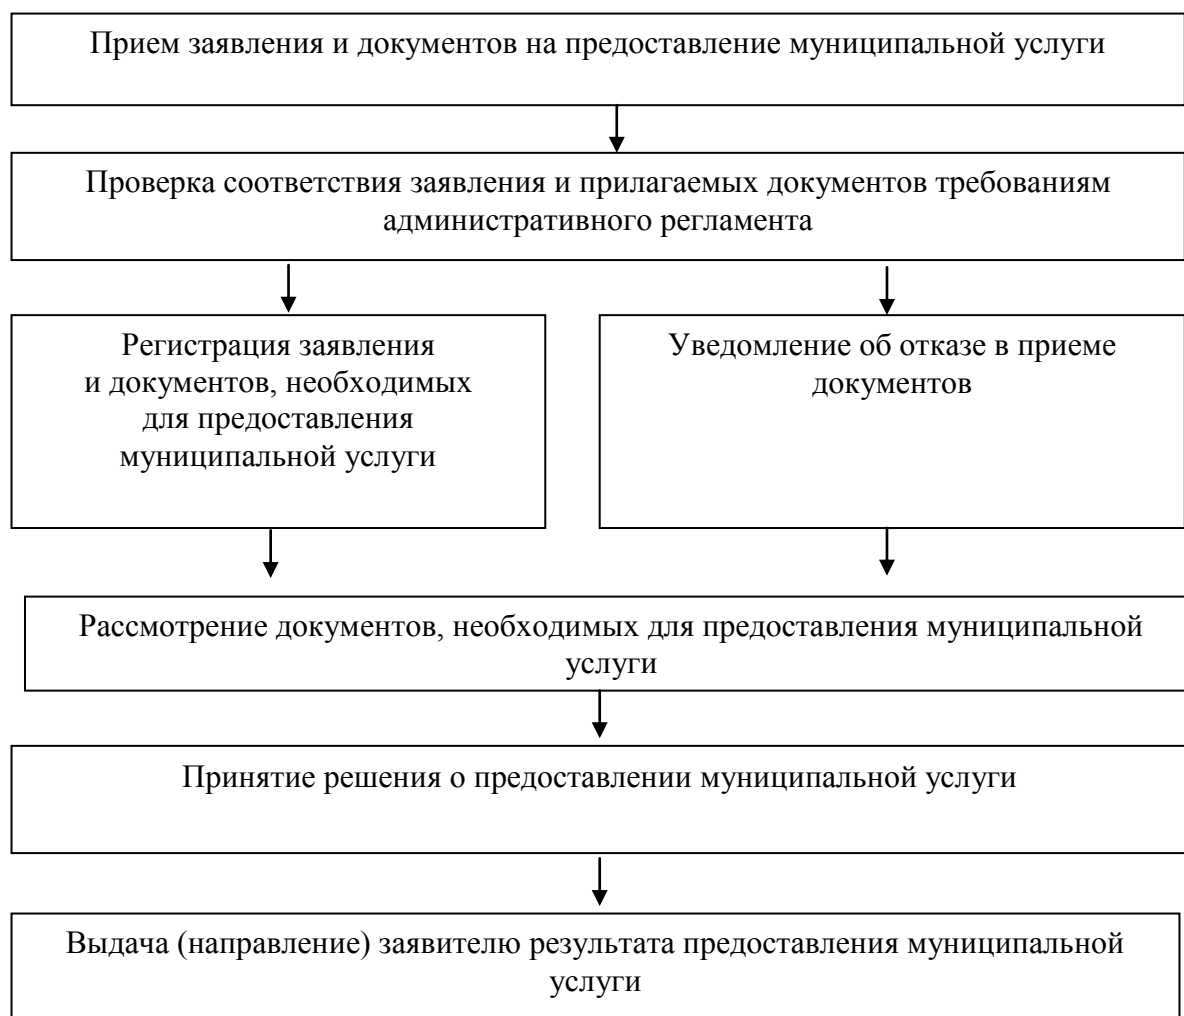 Прием заявления и документов на предоставление муниципальной услуги
Проверка соответствия заявления и прилагаемых документов требованиям
административного регламента
Регистрация заявления
и документов, необходимых
для предоставления
муниципальной услуги
Уведомление об отказе в приеме
документов
Рассмотрение документов, необходимых для предоставления муниципальной
услуги
Принятие решения о предоставлении муниципальной услуги
Выдача (направление) заявителю результата предоставления муниципальной
услуги